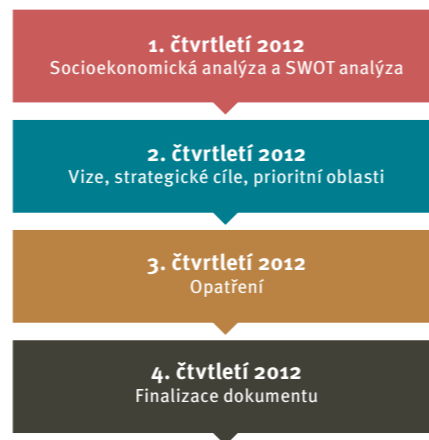 1. čtvrtletí 2012
Socioekonomická analýza a SWOT analýza
2. čtvrtletí 2012
Vize, strategické cíle, prioritní oblasti
3. čtvrtletí 2012
Opatření
4. čtvtletí 2012
Finalizace dokumentu